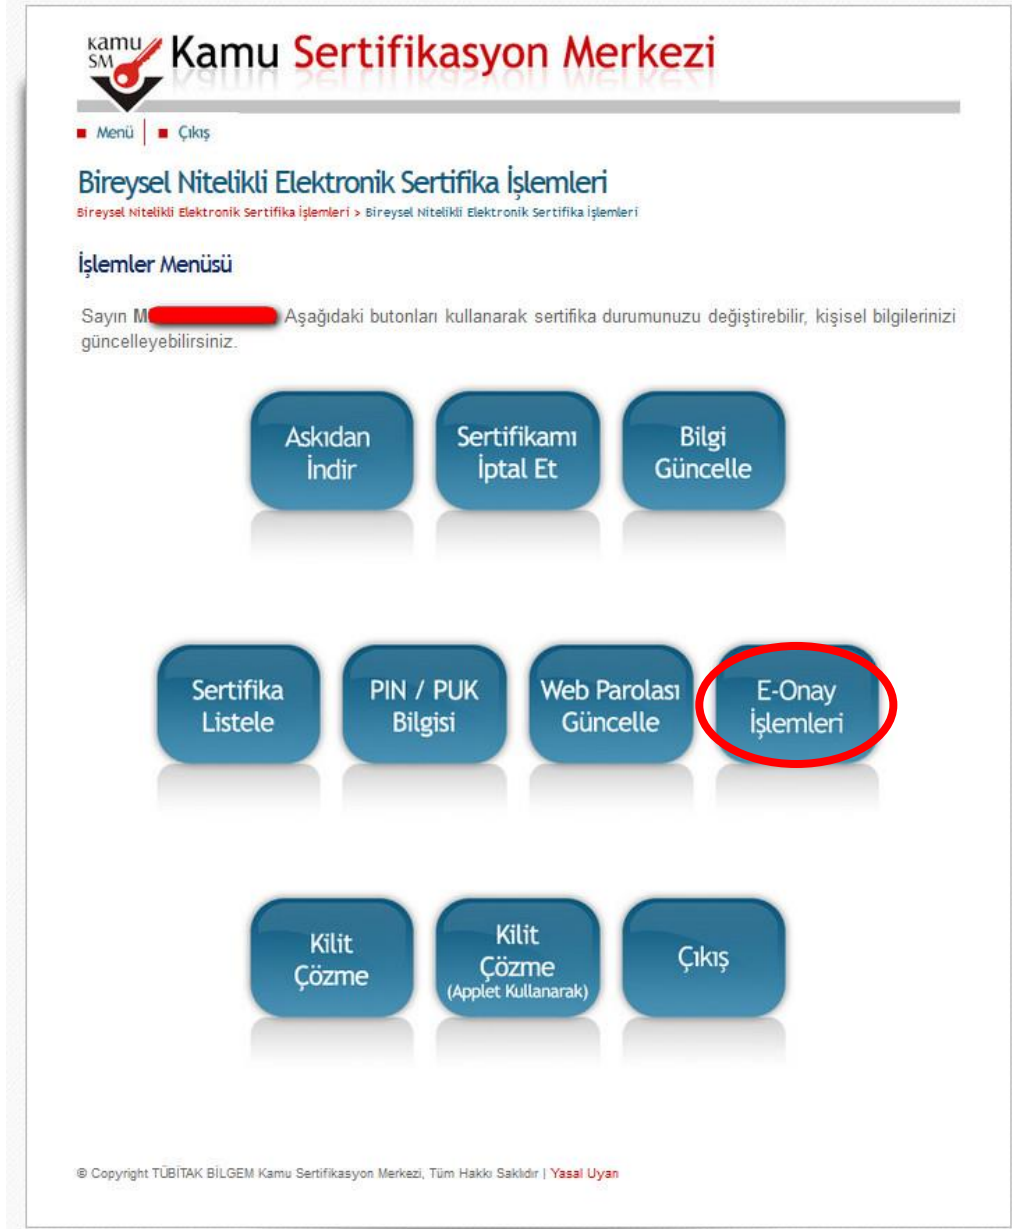 kamu
SM
Kamu Sertifikasyon Merkezi
Menü
Çıkış
Bireysel Nitelikli Elektronik Sertifika İşlemleri
Bireysel Nitelikli Elektronik Sertifika İşlemleri > Bireysel Nitelikli Elektronik Sertifika İşlemleri
İşlemler Menüsü
Sayın M Aşağıdaki butonları kullanarak sertifika durumunuzu değiştirebilir, kişisel bilgilerinizi
güncelleyebilirsiniz.
Askıdan
İndir
Sertifikamı
İptal Et
Bilgi
Güncelle
Sertifika
Listele
PIN / PUK
Bilgisi
Web Parolası
Güncelle
E-Onay
İşlemleri
Kilit
Çözme
Kilit
Çözme
(Applet Kullanarak)
Çıkış
© Copyright TÜBİTAK BİLGEM Kamu Sertifikasyon Merkezi, Tüm Hakkı Saklıdır | Yasal Uyarı